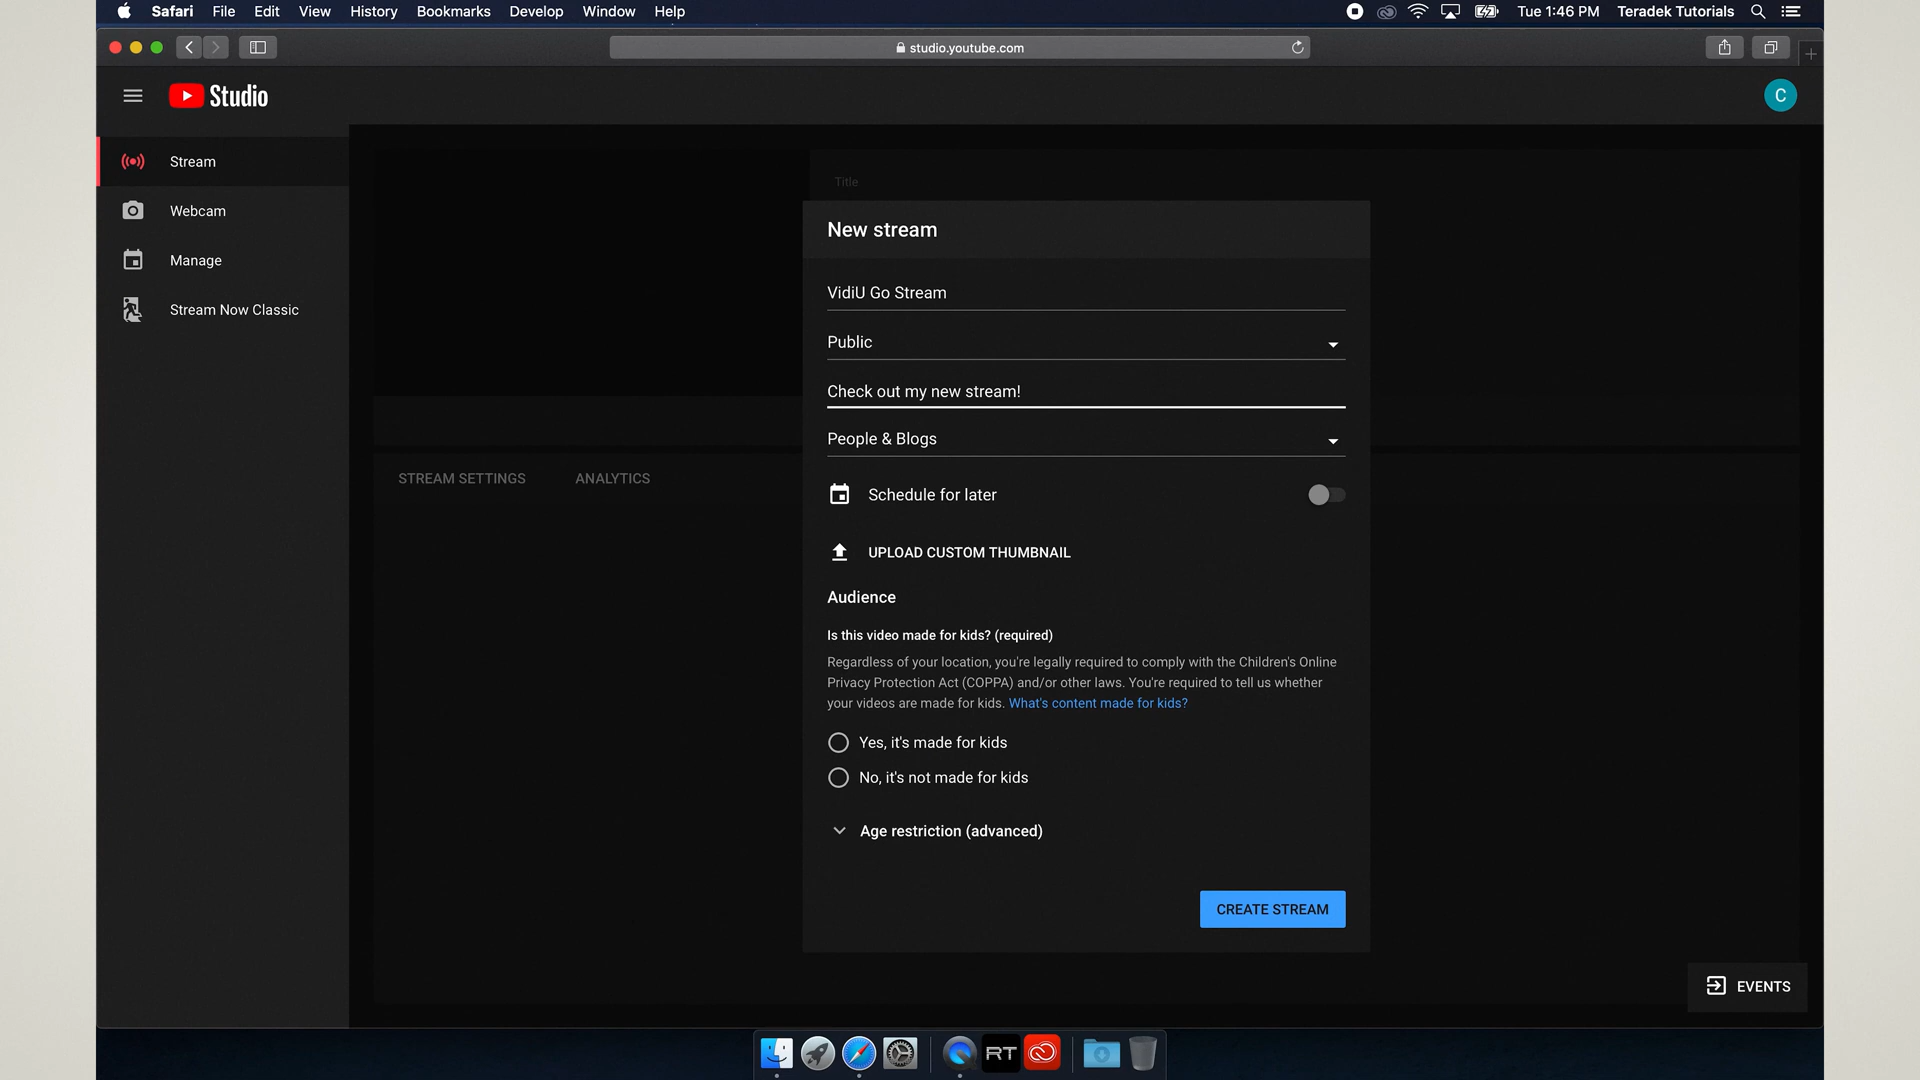 Safari File Edit View History Bookmarks Develop Window Help Tue 1:46 PM Teradek Tutorials
studio.youtube.com
Studio
C
Stream
Webcam
Manage
Stream Now Classic
Title
New stream
VidiU Go Stream
Public
Check out my new stream!
People & Blogs
STREAM SETTINGS ANALYTICS
Schedule for later
UPLOAD CUSTOM THUMBNAIL
Audience
Is this video made for kids? (required)
Regardless of your location, you're legally required to comply with the Children's Online
Privacy Protection Act (COPPA) and/or other laws. You're required to tell us whether
your videos are made for kids. What's content made for kids?
Yes, it's made for kids
No, it's not made for kids
Age restriction (advanced)
CREATE STREAM
EVENTS
RT